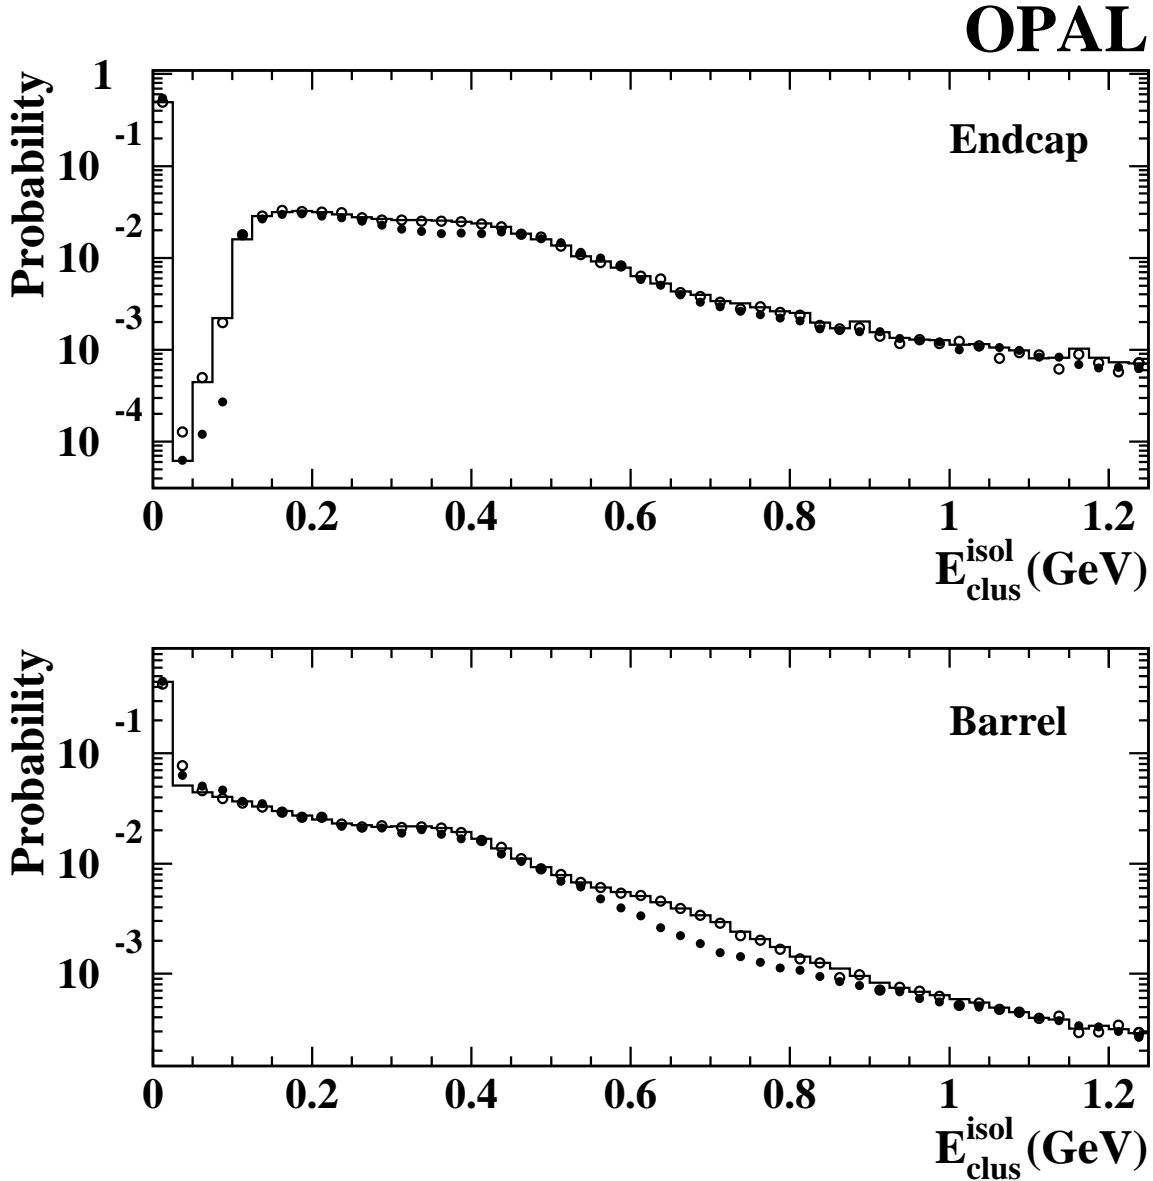 OPAL
Probability
1
10^-1
10^-2
10^-3
10^-4
Endcap
0 0.2 0.4 0.6 0.8 1 1.2
E_clus^isol (GeV)
Probability
10^-1
10^-2
10^-3
Barrel
0 0.2 0.4 0.6 0.8 1 1.2
E_clus^isol (GeV)